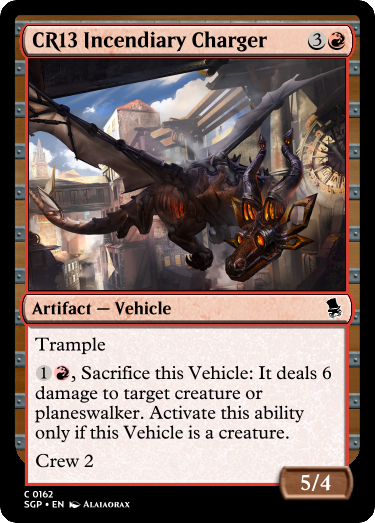 CR13 Incendiary Charger 3
Artifact — Vehicle
Trample
1 , Sacrifice this Vehicle: It deals 6
damage to target creature or
planeswalker. Activate this ability
only if this Vehicle is a creature.
Crew 2
5/4
C 0162
SGP • EN Alaiaorax